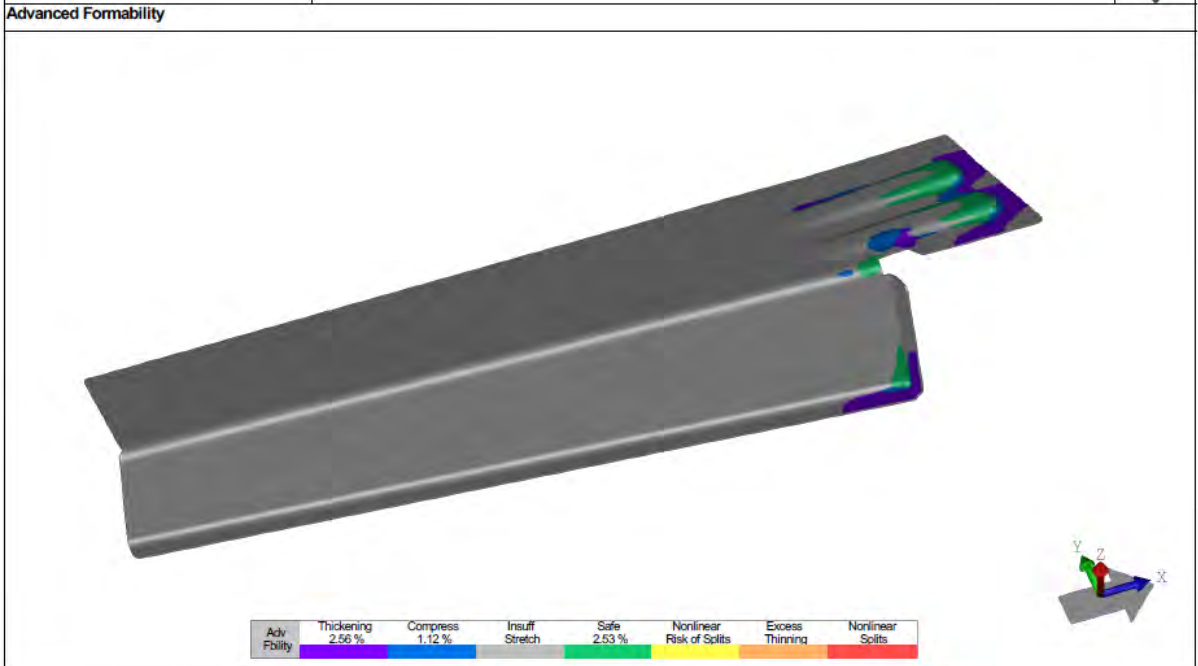 Advanced Formability
Y
Z
X
Adv
Fbility
Thickening
2.56 %
Compress
1.12 %
Insuff
Stretch
Safe
2.53 %
Nonlinear
Risk of Splits
Excess
Thinning
Nonlinear
Splits